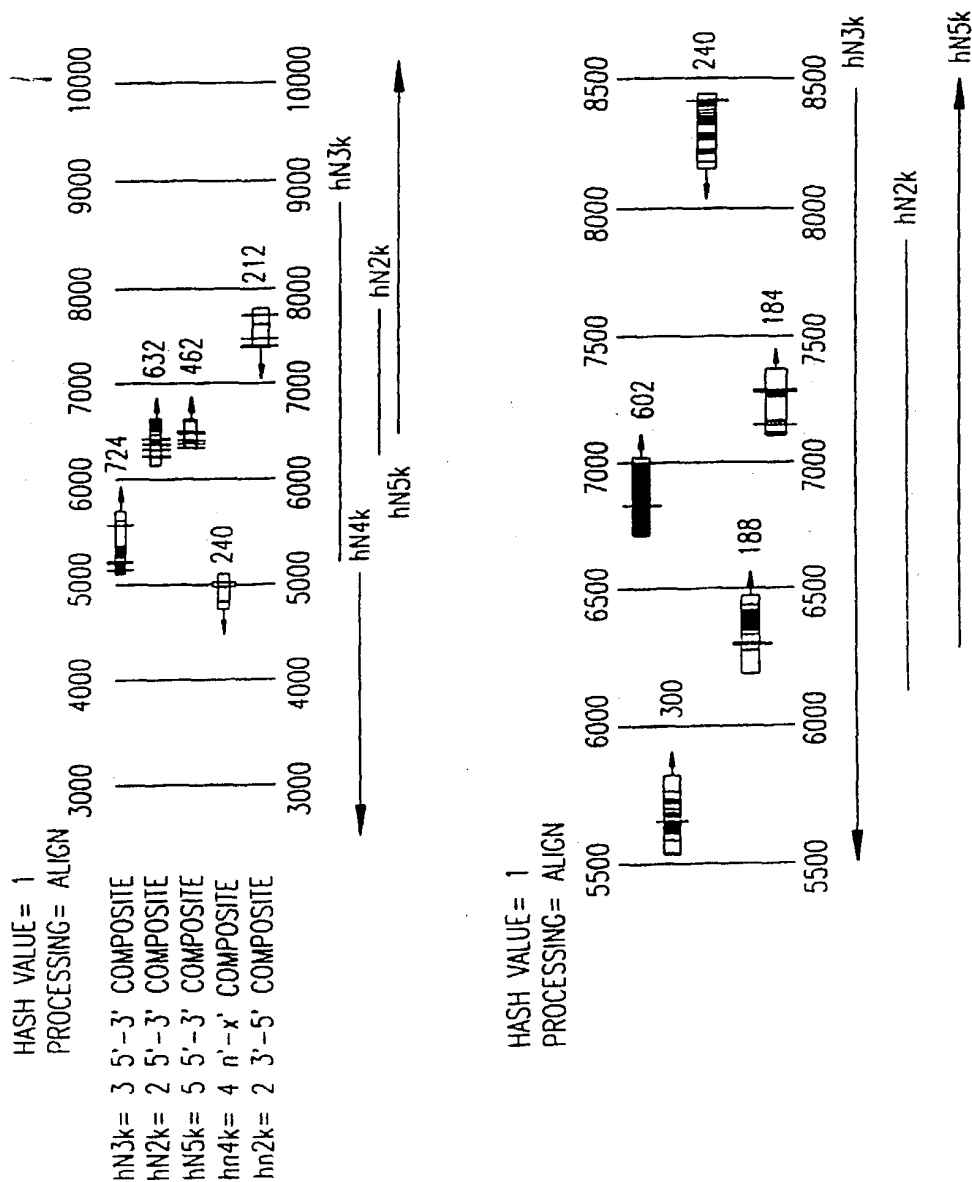 HASH VALUE= 1
PROCESSING= ALIGN
3000 4000 5000 6000 7000 8000 9000 10000
hN3k= 3 5'-3' COMPOSITE
724
hN2k= 2 5'-3' COMPOSITE
632
hN5k= 5 5'-3' COMPOSITE
462
hn4k= 4 n'-x' COMPOSITE
240
hn2k= 2 3'-5' COMPOSITE
212
3000 4000 5000 6000 7000 8000 9000 10000
hN3k
hN4k
hN2k
hN5k
HASH VALUE= 1
PROCESSING= ALIGN
5500 6000 6500 7000 7500 8000 8500
602
300
240
188
184
5500 6000 6500 7000 7500 8000 8500
hN3k
hN2k
hN5k